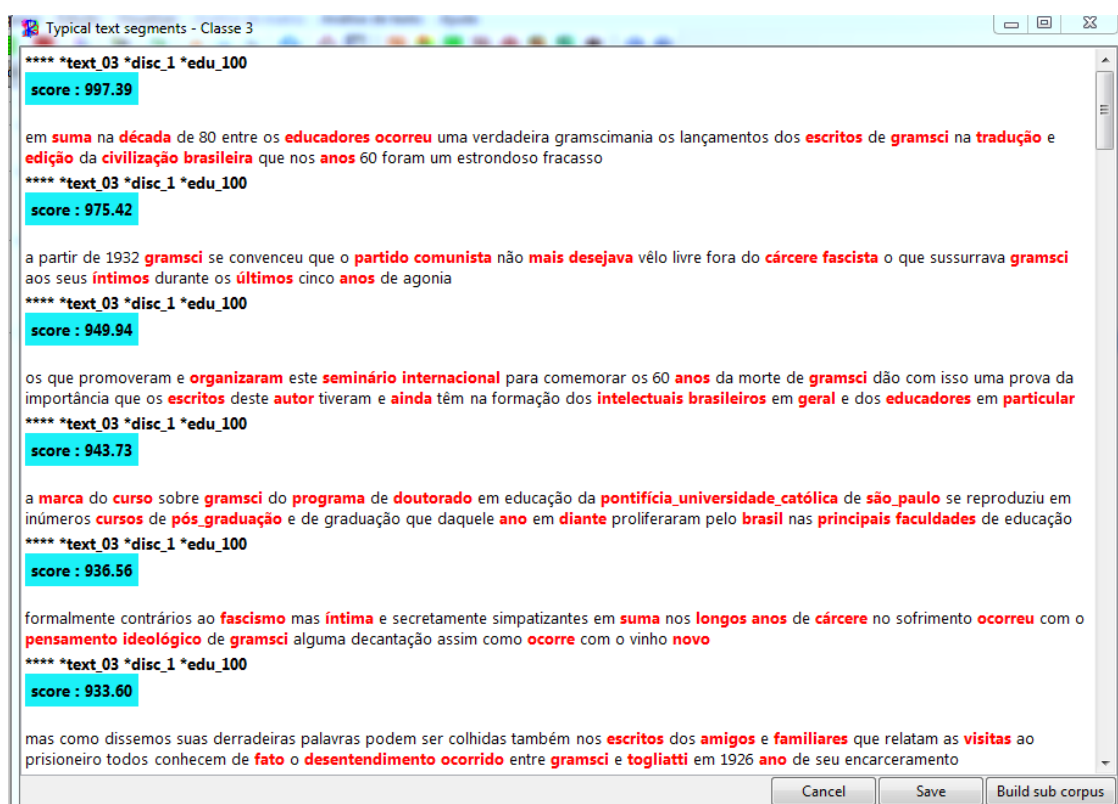 Typical text segments - Classe 3
**** *text_03 *disc_1 *edu_100
score : 997.39
em suma na década de 80 entre os educadores ocorreu uma verdadeira gramscimania os lançamentos dos escritos de gramsci na tradução e
edição da civilização brasileira que nos anos 60 foram um estrondoso fracasso
**** *text_03 *disc_1 *edu_100
score : 975.42
a partir de 1932 gramsci se convenceu que o partido comunista não mais desejava vêlo livre fora do cárcere fascista o que sussurrava gramsci
aos seus íntimos durante os últimos cinco anos de agonia
**** *text_03 *disc_1 *edu_100
score : 949.94
os que promoveram e organizaram este seminário internacional para comemorar os 60 anos da morte de gramsci dão com isso uma prova da
importância que os escritos deste autor tiveram e ainda têm na formação dos intelectuais brasileiros em geral e dos educadores em particular
**** *text_03 *disc_1 *edu_100
score : 943.73
a marca do curso sobre gramsci do programa de doutorado em educação da pontifícia_universidade_católica de são_paulo se reproduziu em
inúmeros cursos de pós_graduação e de graduação que daquele ano em diante proliferaram pelo brasil nas principais faculdades de educação
**** *text_03 *disc_1 *edu_100
score : 936.56
formalmente contrários ao fascismo mas íntima e secretamente simpatizantes em suma nos longos anos de cárcere no sofrimento ocorreu com o
pensamento ideológico de gramsci alguma decantação assim como ocorre com o vinho novo
**** *text_03 *disc_1 *edu_100
score : 933.60
mas como dissemos suas derradeiras palavras podem ser colhidas também nos escritos dos amigos e familiares que relatam as visitas ao
prisioneiro todos conhecem de fato o desentendimento ocorrido entre gramsci e togliatti em 1926 ano de seu encarceramento
Cancel Save Build sub corpus